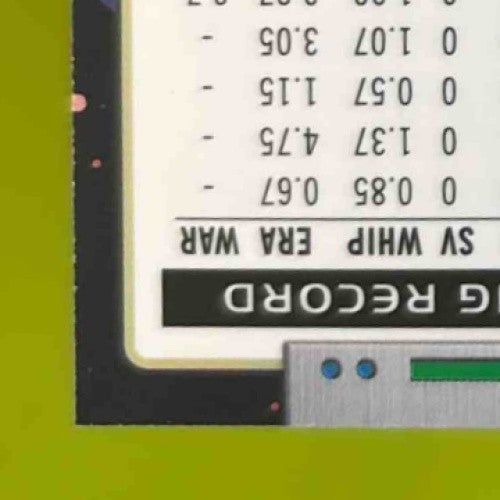 G RECORD
SV WHIP ERA WAR
0 0.85 0.67 -
0 1.37 4.75 -
0 0.57 1.15 -
0 1.07 3.05 -